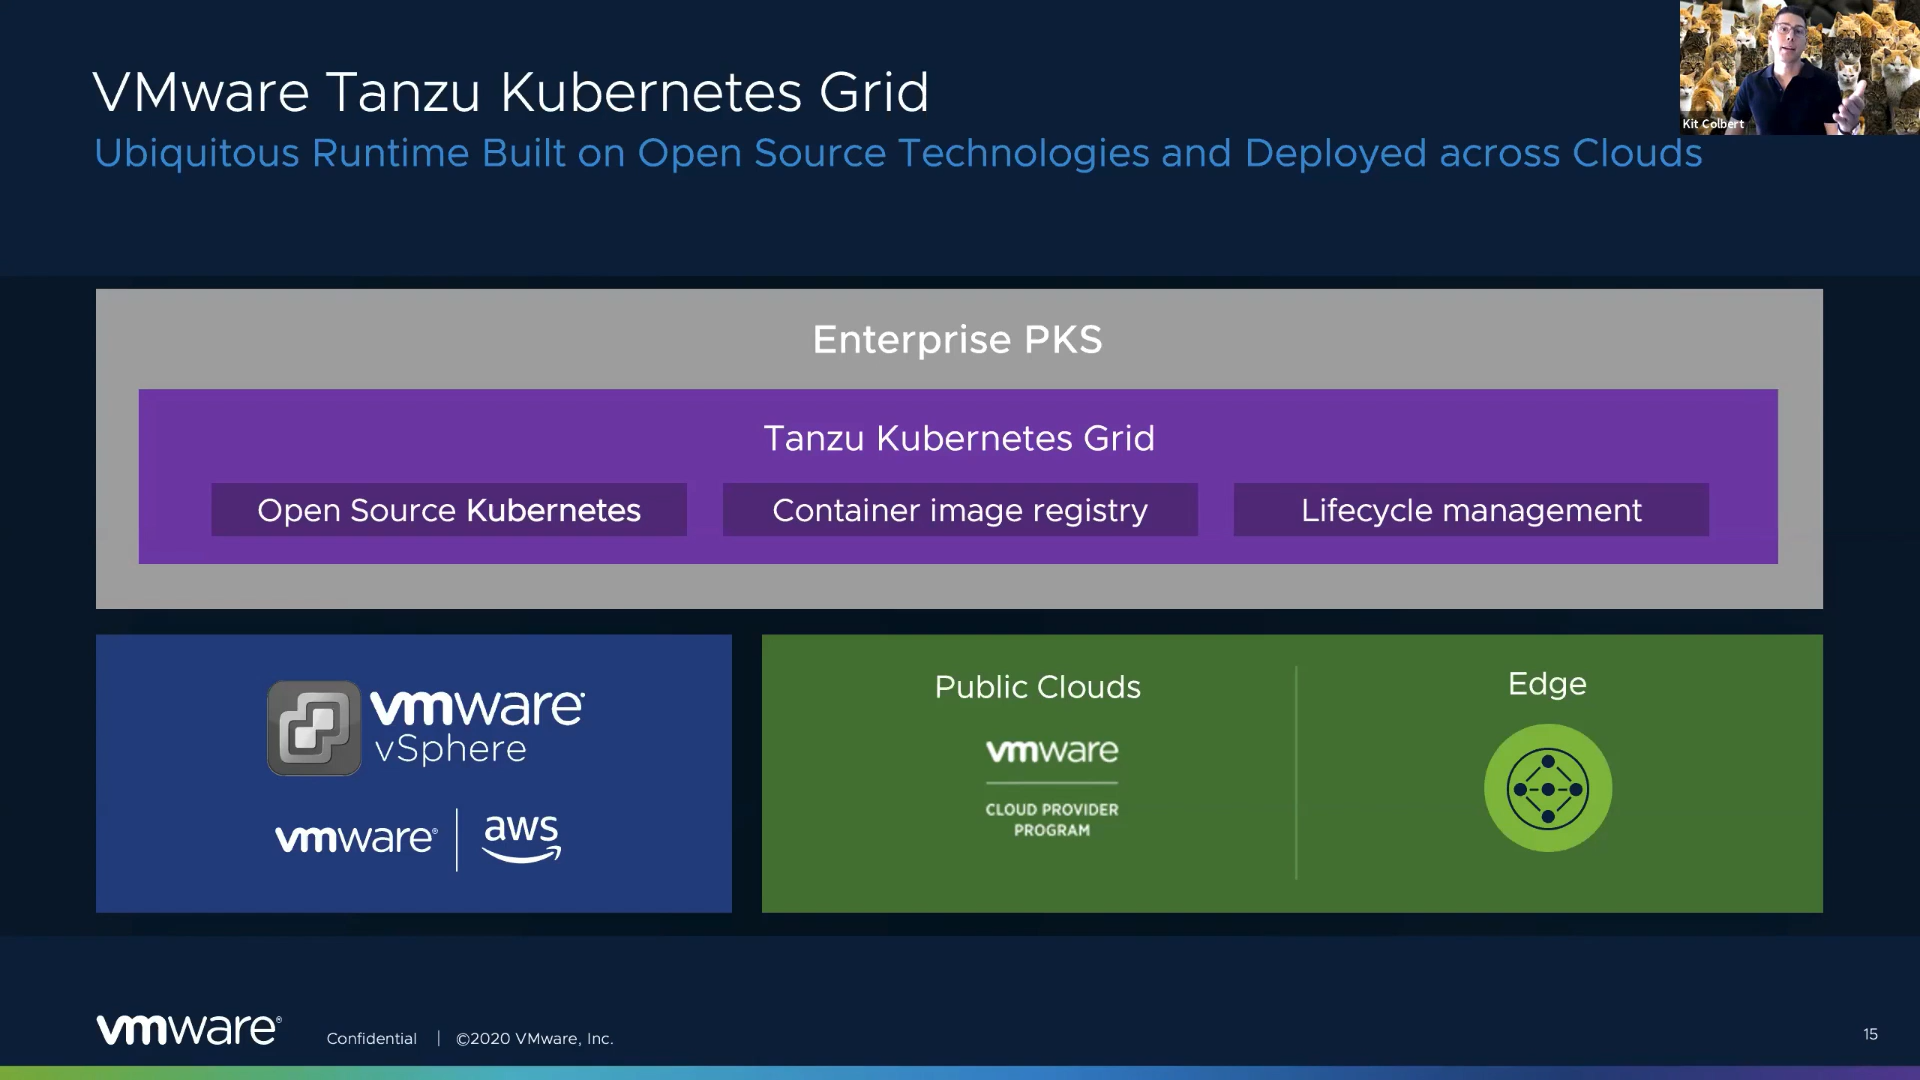 VMware Tanzu Kubernetes Grid
Ubiquitous Runtime Built on Open Source Technologies and Deployed across Clouds
Kit Colbert
Enterprise PKS
Tanzu Kubernetes Grid
Open Source Kubernetes
Container image registry
Lifecycle management
vmware®
vSphere
vmware® | aws
Public Clouds
vmware
CLOUD PROVIDER
PROGRAM
Edge
vmware®
Confidential | ©2020 VMware, Inc.
15